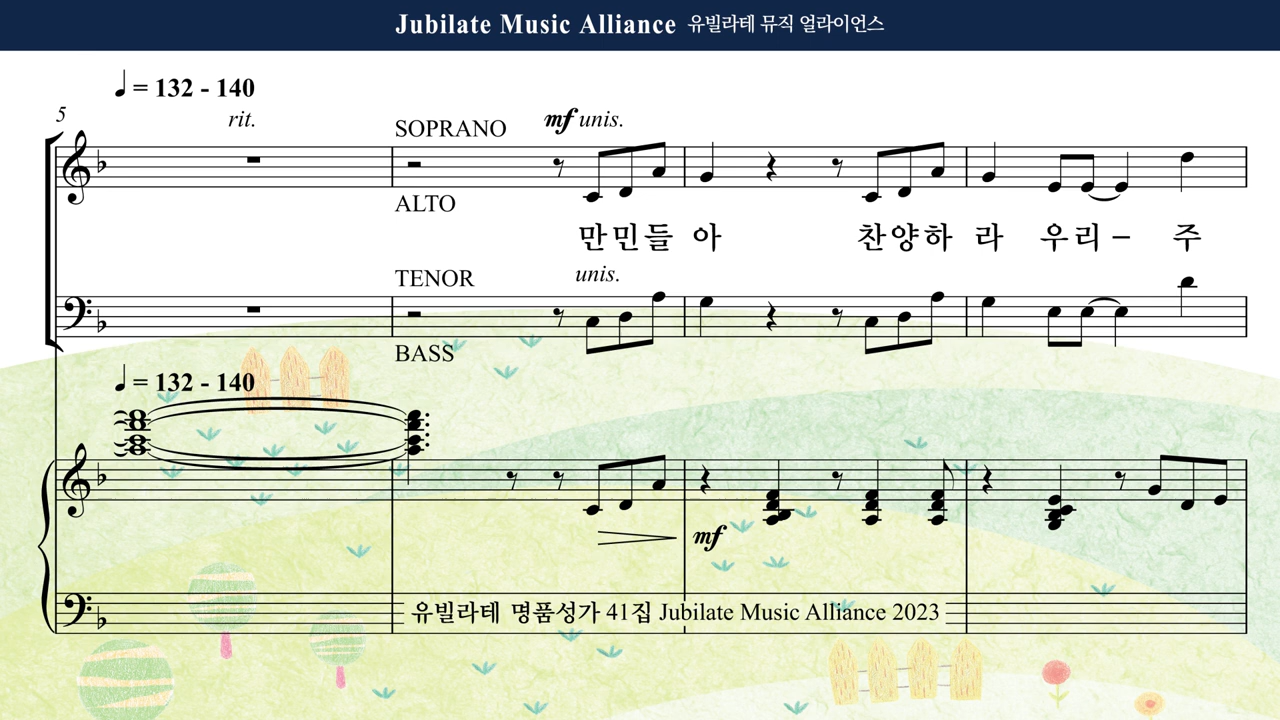 Jubilate Music Alliance 유빌라테 뮤직 얼라이언스
♩ = 132 - 140
5
rit.
SOPRANO
mf unis.
ALTO
만민들 아 찬양하 라 우리 – 주
TENOR
unis.
BASS
♩ = 132 - 140
mf
유빌라테 명품성가 41집 Jubilate Music Alliance 2023